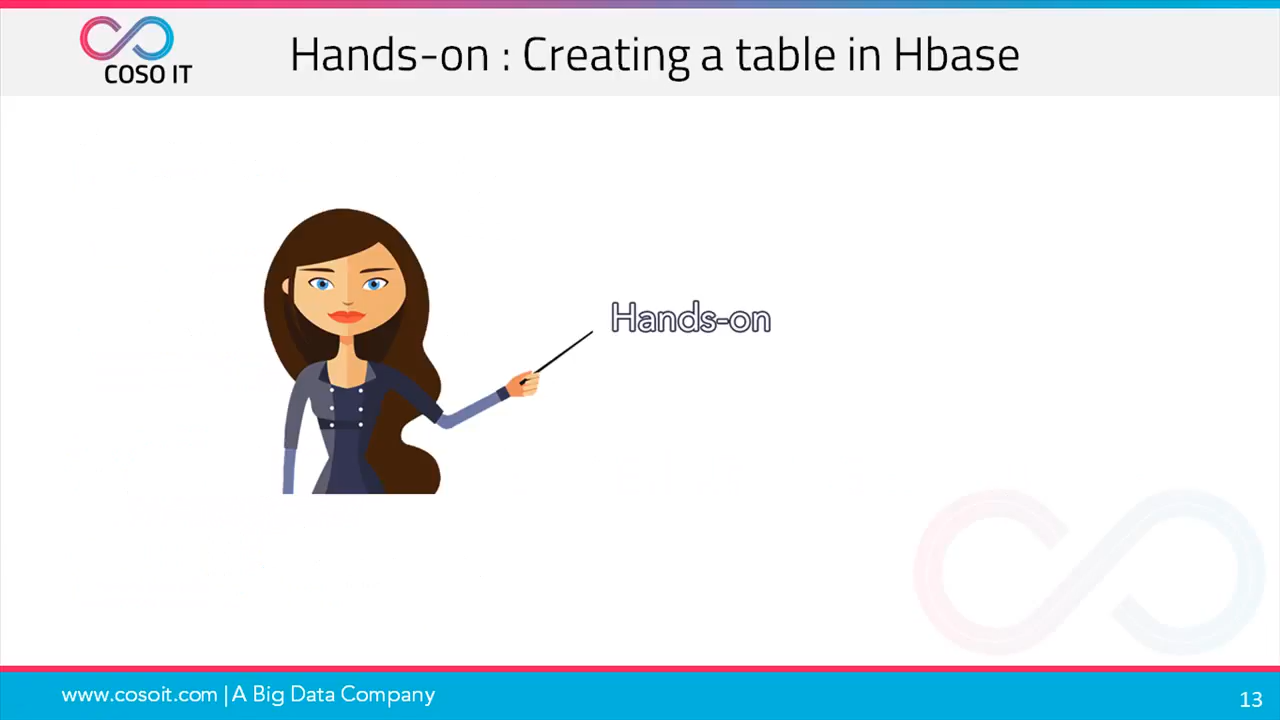 COSO IT
Hands-on : Creating a table in Hbase
Hands-on
www.cosoit.com | A Big Data Company
13